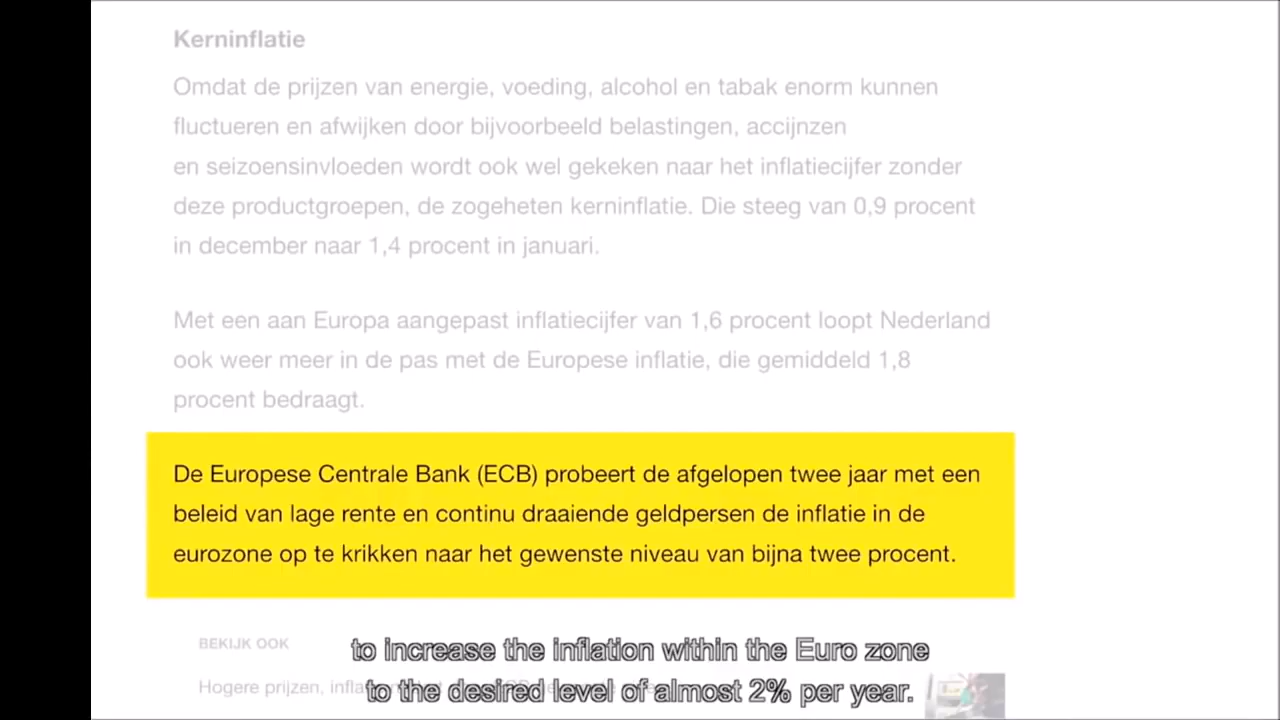 Kerninflatie
Omdat de prijzen van energie, voeding, alcohol en tabak enorm kunnen
fluctueren en afwijken door bijvoorbeeld belastingen, accijnzen
en seizoensinvloeden wordt ook wel gekeken naar het inflatiecijfer zonder
deze productgroepen, de zogeheten kerninflatie. Die steeg van 0,9 procent
in december naar 1,4 procent in januari.
Met een aan Europa aangepast inflatiecijfer van 1,6 procent loopt Nederland
ook weer meer in de pas met de Europese inflatie, die gemiddeld 1,8
procent bedraagt.
De Europese Centrale Bank (ECB) probeert de afgelopen twee jaar met een
beleid van lage rente en continu draaiende geldpersen de inflatie in de
eurozone op te krikken naar het gewenste niveau van bijna twee procent.
BEKIJK OOK
to increase the inflation within the Euro zone
Hogere prijzen,
to the desired level of almost 2% per year.